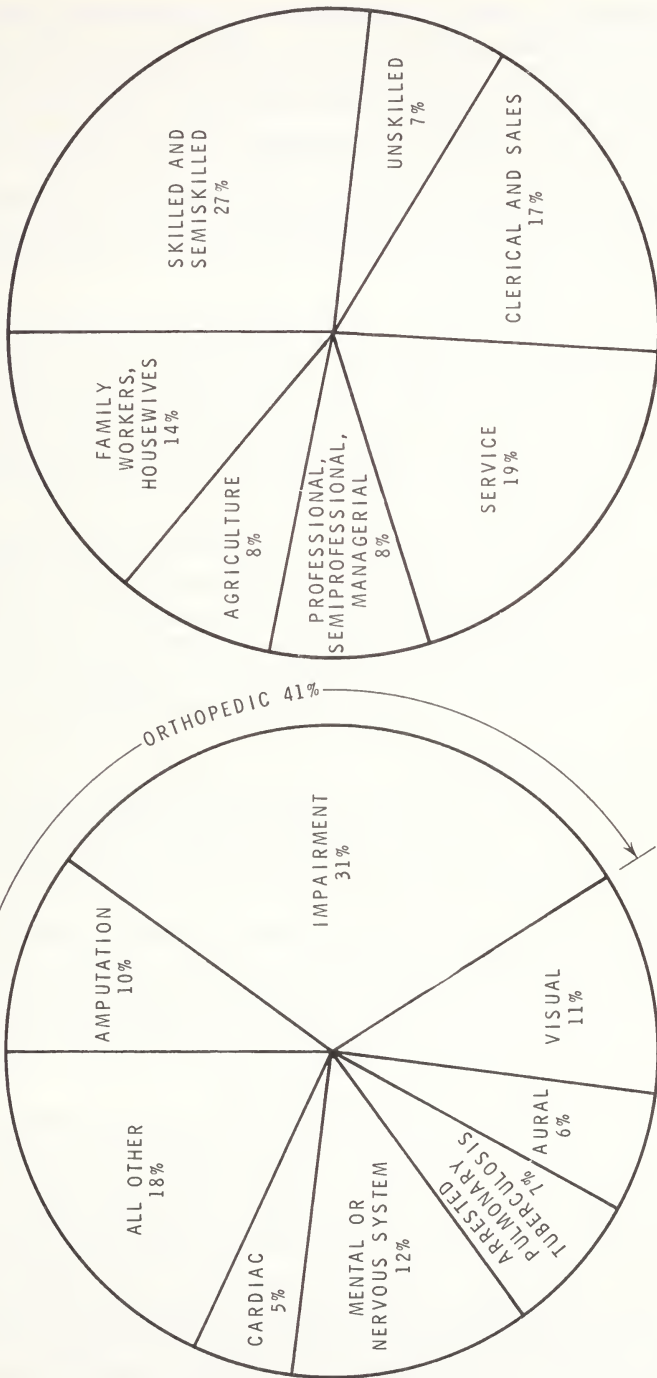 ORTHOPEDIC 41%
AMPUTATION
10%
IMPAIRMENT
31%
VISUAL
11%
AURAL
6%
ARRESTED
PULMONARY
TUBERCULOSIS
7%
MENTAL OR
NERVOUS SYSTEM
12%
CARDIAC
5%
ALL OTHER
18%
SKILLED AND
SEMISKILLED
27%
UNSKILLED
7%
CLERICAL AND SALES
17%
SERVICE
19%
PROFESSIONAL,
SEMIPROFESSIONAL,
MANAGERIAL
8%
AGRICULTURE
8%
FAMILY
WORKERS,
HOUSEWIVES
14%